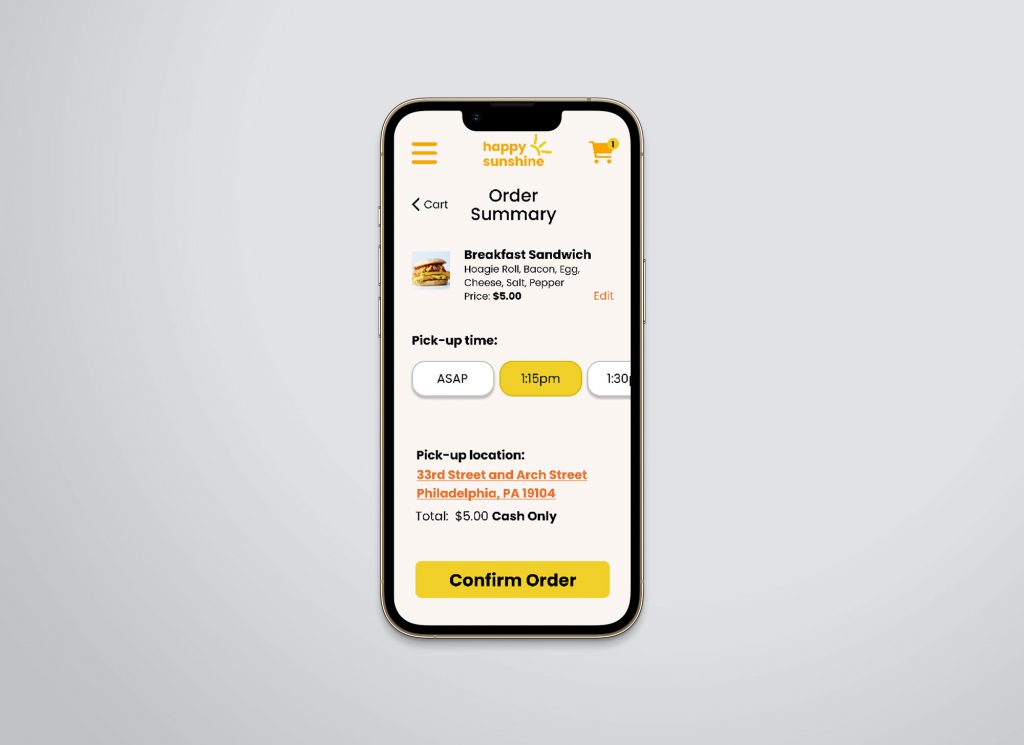 happy
sunshine
1
Cart
Order
Summary
Breakfast Sandwich
Hoagie Roll, Bacon, Egg,
Cheese, Salt, Pepper
Price: $5.00
Edit
Pick-up time:
ASAP
1:15pm
1:30p
Pick-up location:
33rd Street and Arch Street
Philadelphia, PA 19104
Total: $5.00 Cash Only
Confirm Order